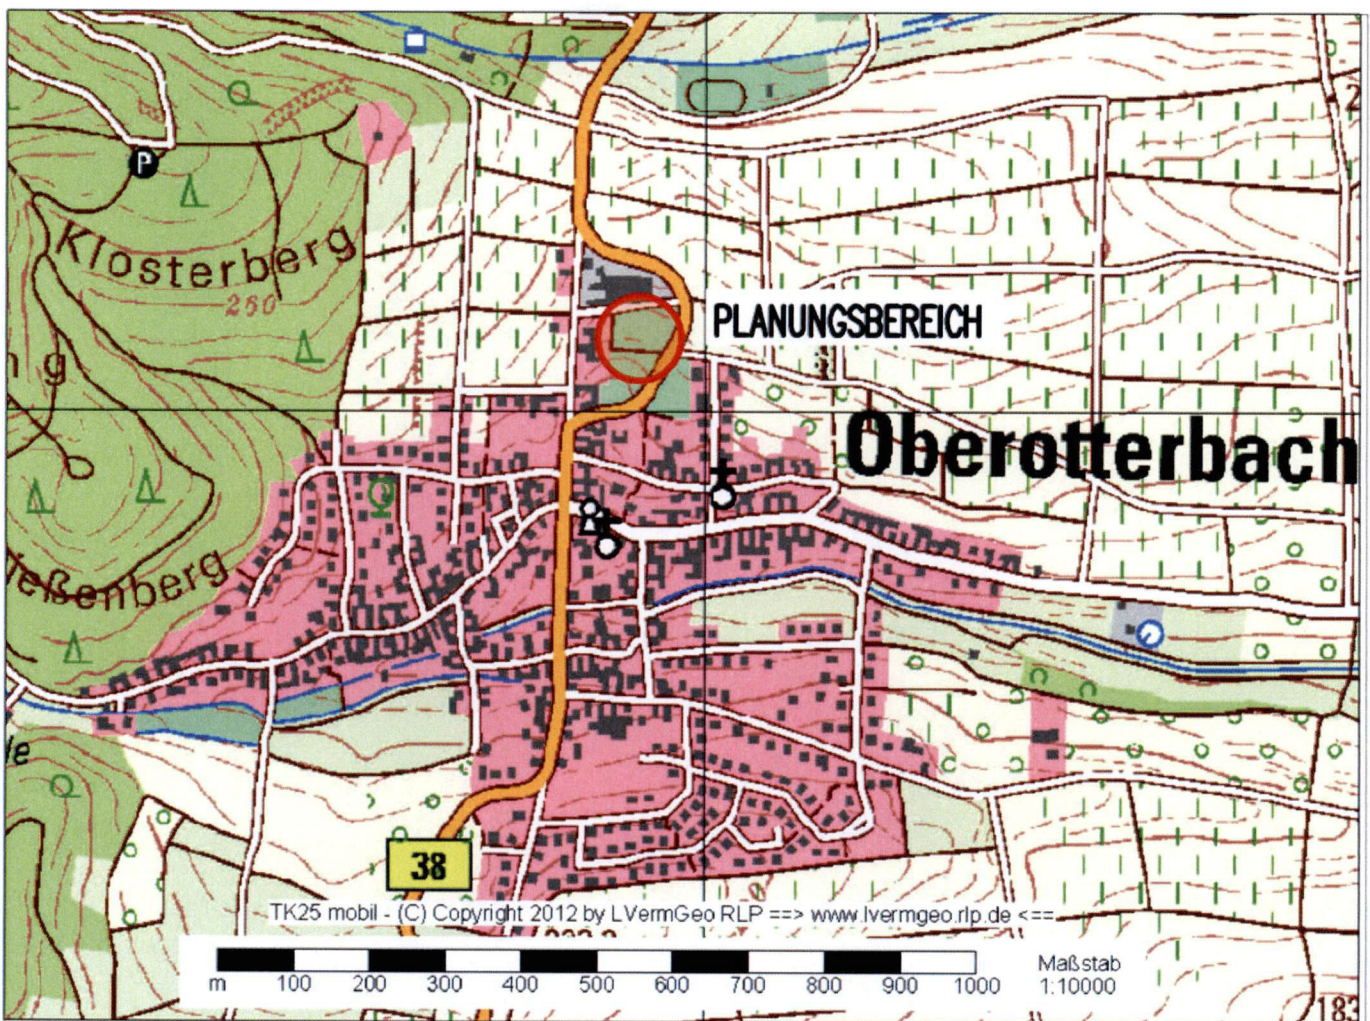 P
Klosterberg
250
PLANUNGSBEREICH
Oberotterbach
38
TK25 mobil - (C) Copyright 2012 by LVermGeo RLP ==> www.lvermgeo.rlp.de <==
m 100 200 300 400 500 600 700 800 900 1000
Maßstab
1:10000